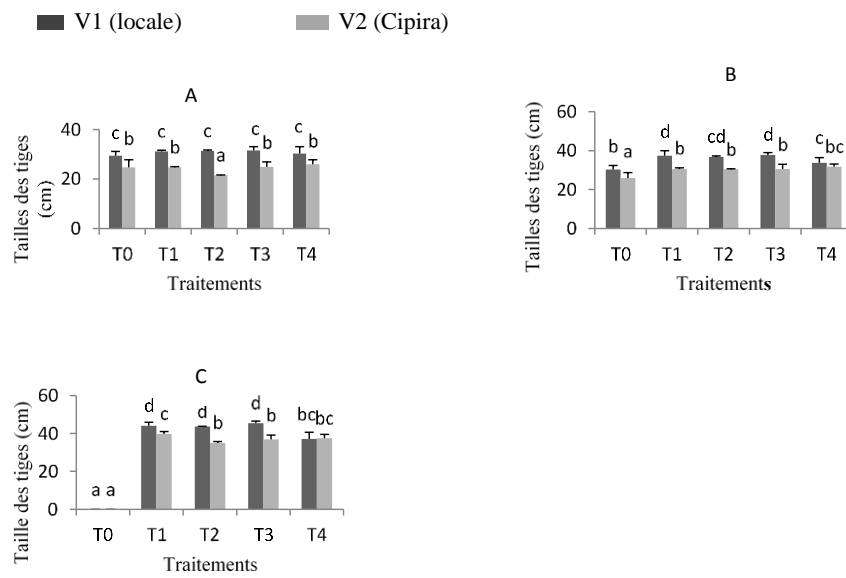 V1 (locale) V2 (Cipira)
A
Tailles des tiges
(cm)
40
20
0
c b c b c a c b c b
T0 T1 T2 T3 T4
Traitements
B
Tailles des tiges (cm)
60
40
20
0
b a d b cd b d b c bc
T0 T1 T2 T3 T4
Traitements
C
Taille des tiges (cm)
60
40
20
0
a a d c d b d b bc bc
T0 T1 T2 T3 T4
Traitements